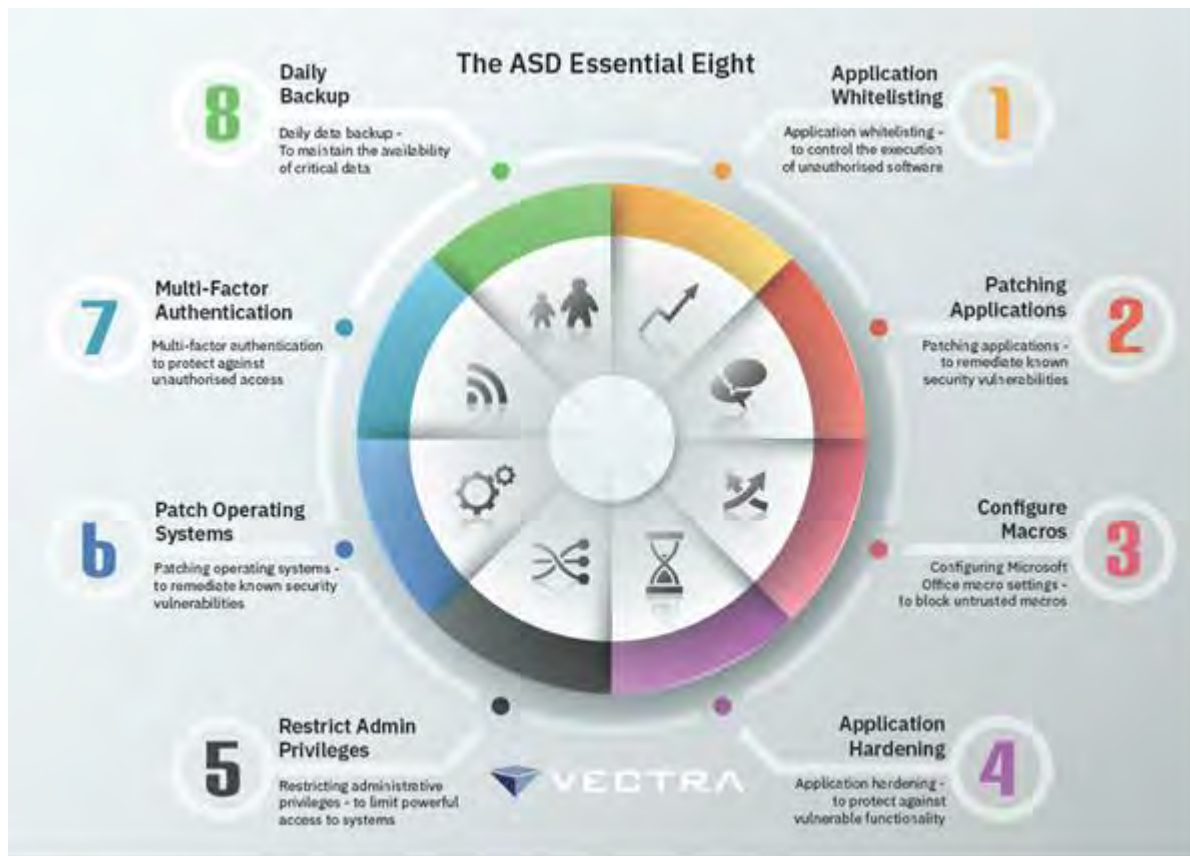 The ASD Essential Eight
1
Application
Whitelisting
Application whitelisting -
to control the execution
of unauthorised software
2
Patching
Applications
Patching applications -
to remediate known
security vulnerabilities
3
Configure
Macros
Configuring Microsoft
Office macro settings -
to block untrusted macros
4
Application
Hardening
Application hardening -
to protect against
vulnerable functionality
5
Restrict Admin
Privileges
Restricting administrative
privileges - to limit powerful
access to systems
6
Patch Operating
Systems
Patching operating systems -
to remediate known security
vulnerabilities
7
Multi-Factor
Authentication
Multi-factor authentication
to protect against
unauthorised access
8
Daily
Backup
Daily data backup -
To maintain the availability
of critical data
VECTRA